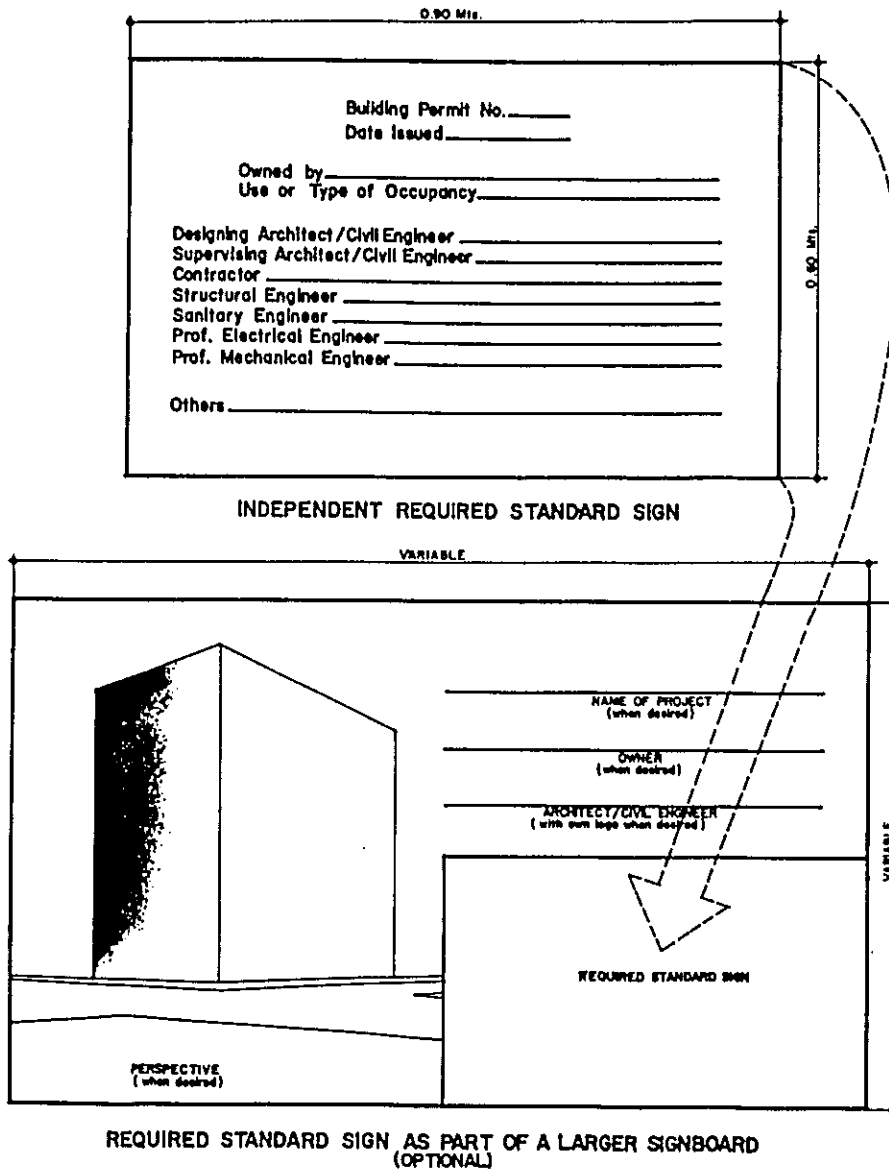 0.90 Mts.
Building Permit No.
Date Issued
Owned by
Use or Type of Occupancy
Designing Architect/Civil Engineer
Supervising Architect/Civil Engineer
Contractor
Structural Engineer
Sanitary Engineer
Prof. Electrical Engineer
Prof. Mechanical Engineer
Others
0.60 Mts.
INDEPENDENT REQUIRED STANDARD SIGN
VARIABLE
NAME OF PROJECT
(when desired)
OWNER
(when desired)
ARCHITECT/CIVIL ENGINEER
(with own logo when desired)
VARIABLE
REQUIRED STANDARD SIGN
PERSPECTIVE
(when desired)
REQUIRED STANDARD SIGN AS PART OF A LARGER SIGNBOARD
(OPTIONAL)